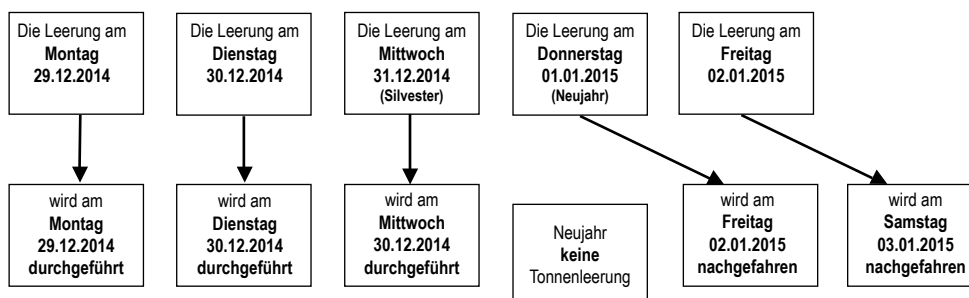 Die Leerung am
Montag
29.12.2014
Die Leerung am
Dienstag
30.12.2014
Die Leerung am
Mittwoch
31.12.2014
(Silvester)
Die Leerung am
Donnerstag
01.01.2015
(Neujahr)
Die Leerung am
Freitag
02.01.2015
wird am
Montag
29.12.2014
durchgeführt
wird am
Dienstag
30.12.2014
durchgeführt
wird am
Mittwoch
30.12.2014
durchgeführt
Neujahr
keine
Tonnenleerung
wird am
Freitag
02.01.2015
nachgefahren
wird am
Samstag
03.01.2015
nachgefahren